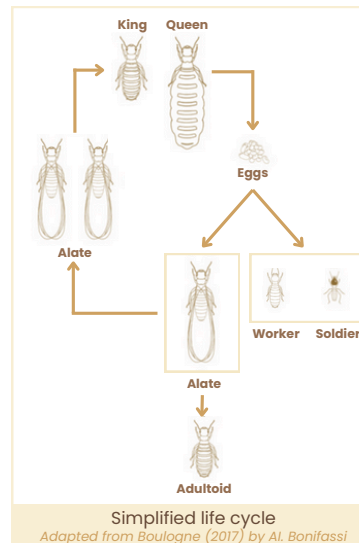 King Queen
Eggs
Alate
Worker Soldier
Alate
Adultoid
Simplified life cycle
Adapted from Boulogne (2017) by Al. Bonifassi